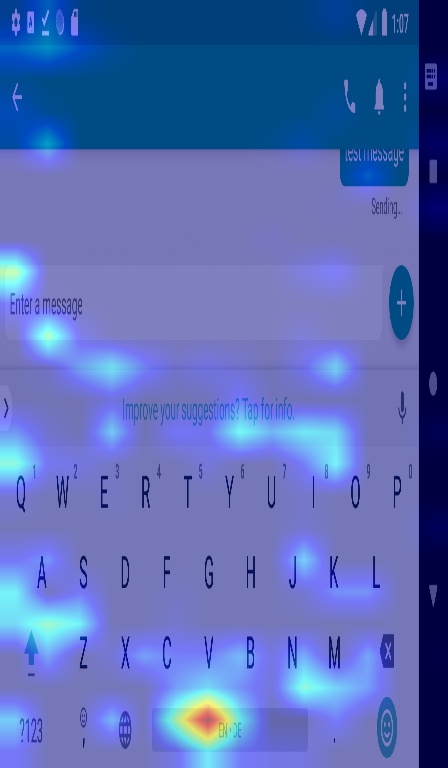 1:07
test message
Sending...
Enter a message
Improve your suggestions? Tap for info.
1 2 3 4 5 6 7 8 9 0
Q W E R T Y U I O P
A S D F G H J K L
Z X C V B N M
?123 , EN • DE .